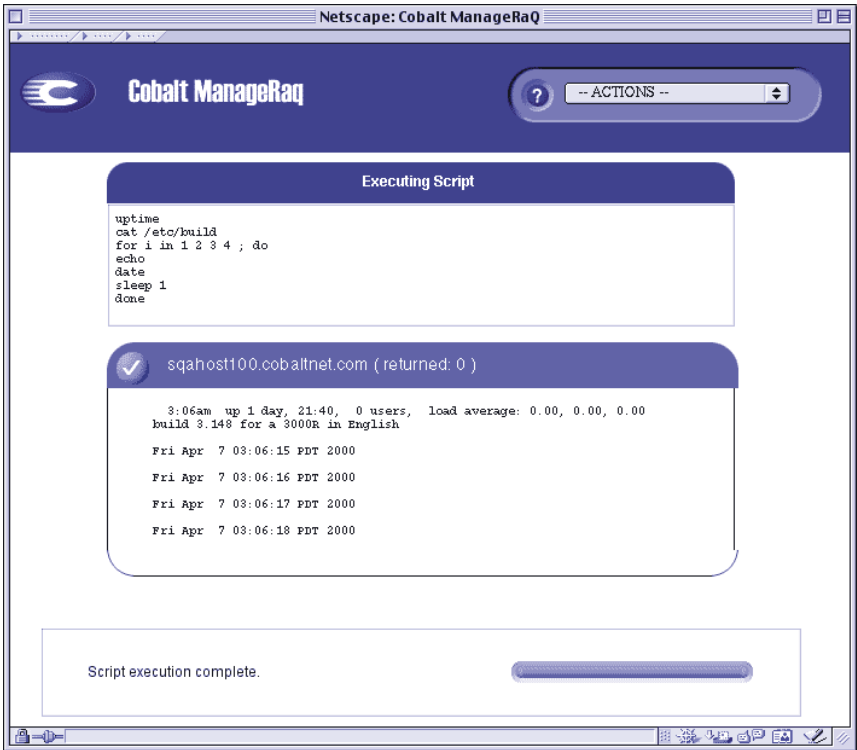 Netscape: Cobalt ManageRaQ
Cobalt ManageRaq
?
-- ACTIONS --
Executing Script
uptime
cat /etc/build
for i in 1 2 3 4 ; do
echo
date
sleep 1
done
sqahost100.cobaltnet.com ( returned: 0 )
3:06am up 1 day, 21:40, 0 users, load average: 0.00, 0.00, 0.00
build 3.148 for a 3000R in English
Fri Apr 7 03:06:15 PDT 2000
Fri Apr 7 03:06:16 PDT 2000
Fri Apr 7 03:06:17 PDT 2000
Fri Apr 7 03:06:18 PDT 2000
Script execution complete.